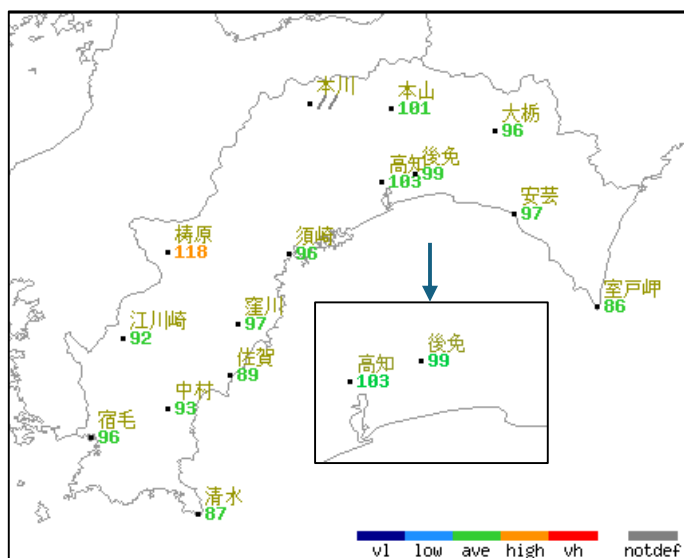 本川
//
本山
101
大栃
96
高知
103
後免
99
安芸
97
梼原
118
須崎
96
室戸岬
86
江川崎
92
窪川
97
佐賀
89
高知
103
後免
99
中村
93
宿毛
96
清水
87
vl low ave high vh notdef